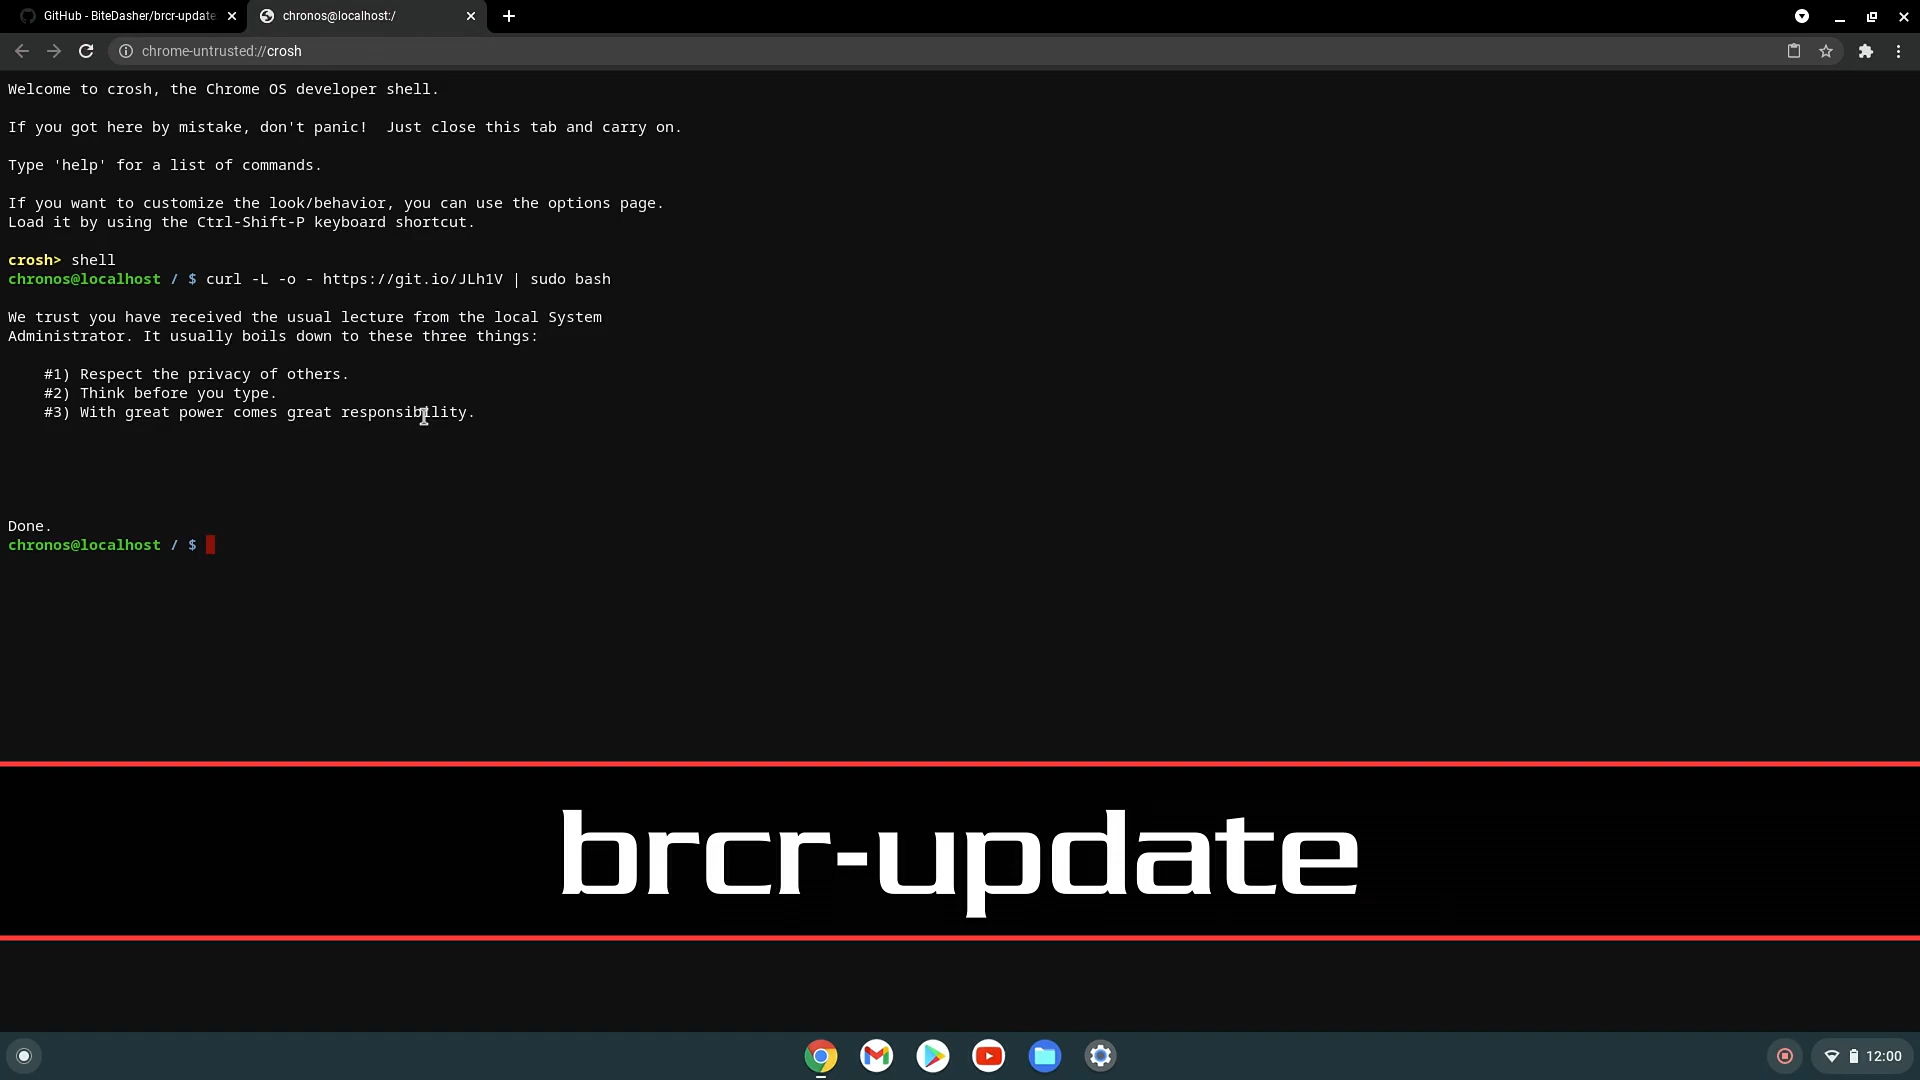 GitHub - BiteDasher/brcr-update
chronos@localhost:/
chrome-untrusted://crosh
Welcome to crosh, the Chrome OS developer shell.
If you got here by mistake, don't panic!  Just close this tab and carry on.
Type 'help' for a list of commands.
If you want to customize the look/behavior, you can use the options page.
Load it by using the Ctrl-Shift-P keyboard shortcut.
crosh> shell
chronos@localhost / $ curl -L -o - https://git.io/JLh1V | sudo bash
We trust you have received the usual lecture from the local System
Administrator. It usually boils down to these three things:
#1) Respect the privacy of others.
#2) Think before you type.
#3) With great power comes great responsibility.
Done.
chronos@localhost / $
brcr-update
12:00